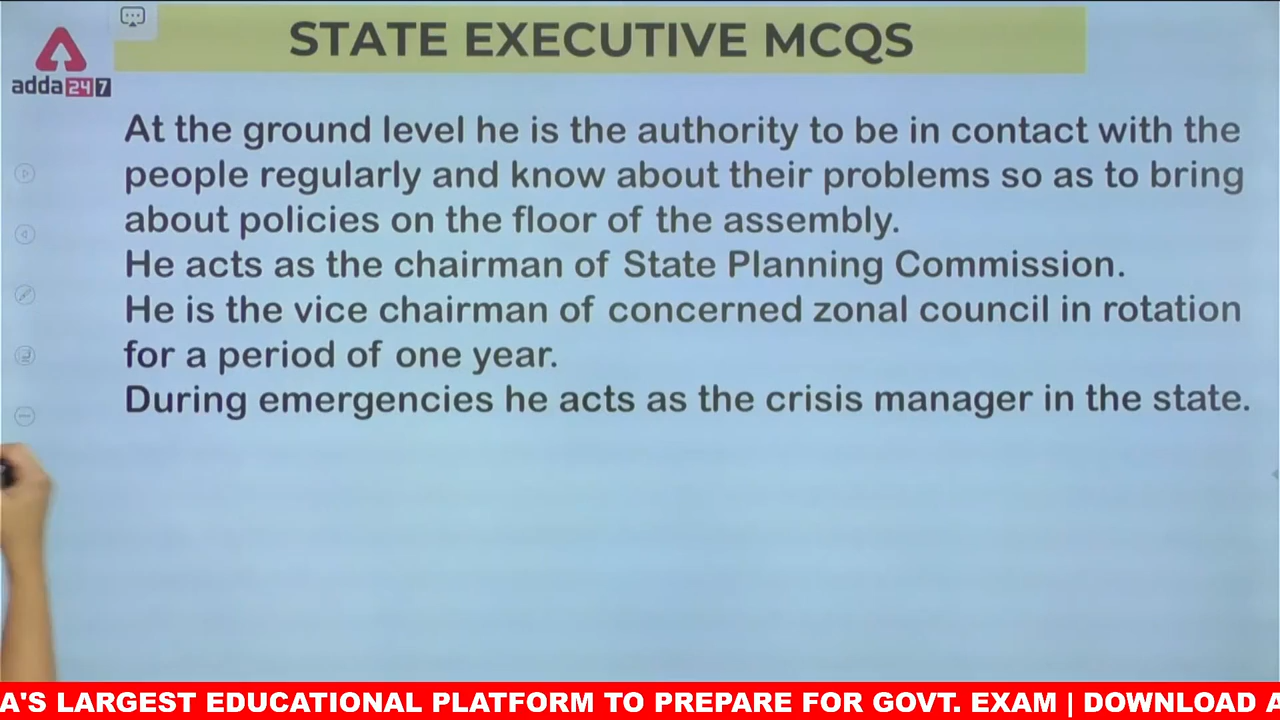 STATE EXECUTIVE MCQS
adda247
At the ground level he is the authority to be in contact with the
people regularly and know about their problems so as to bring
about policies on the floor of the assembly.
He acts as the chairman of State Planning Commission.
He is the vice chairman of concerned zonal council in rotation
for a period of one year.
During emergencies he acts as the crisis manager in the state.
A'S LARGEST EDUCATIONAL PLATFORM TO PREPARE FOR GOVT. EXAM | DOWNLOAD A